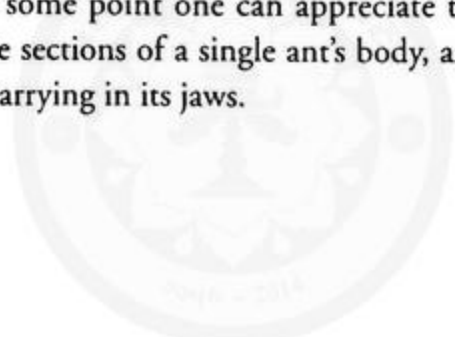 some point one can appreciate t
e sections of a single ant's body, a
arrying in its jaws.